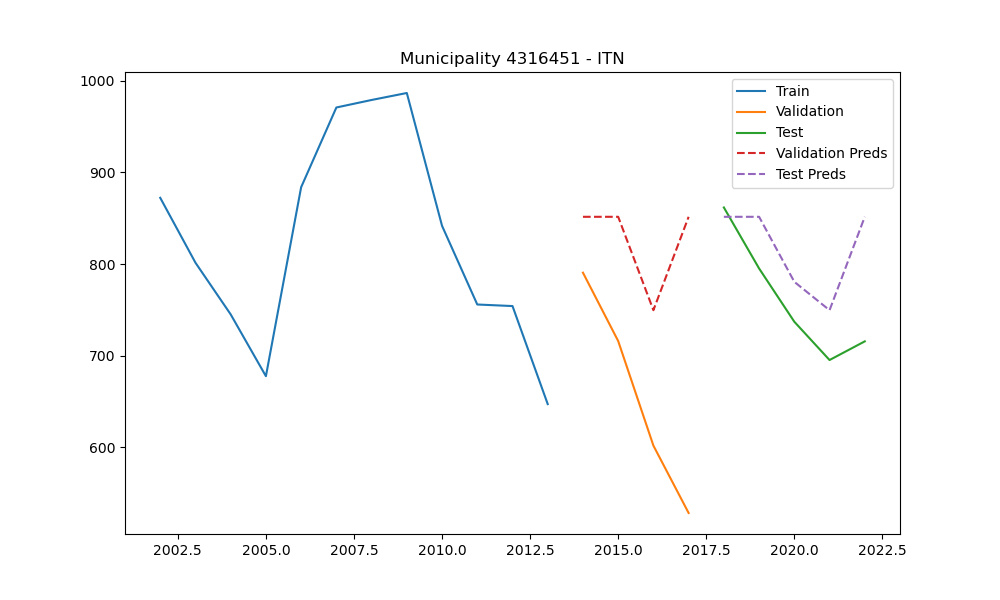 Municipality 4316451 - ITN
1000
900
800
700
600
Train
Validation
Test
Validation Preds
Test Preds
2002.5 2005.0 2007.5 2010.0 2012.5 2015.0 2017.5 2020.0 2022.5